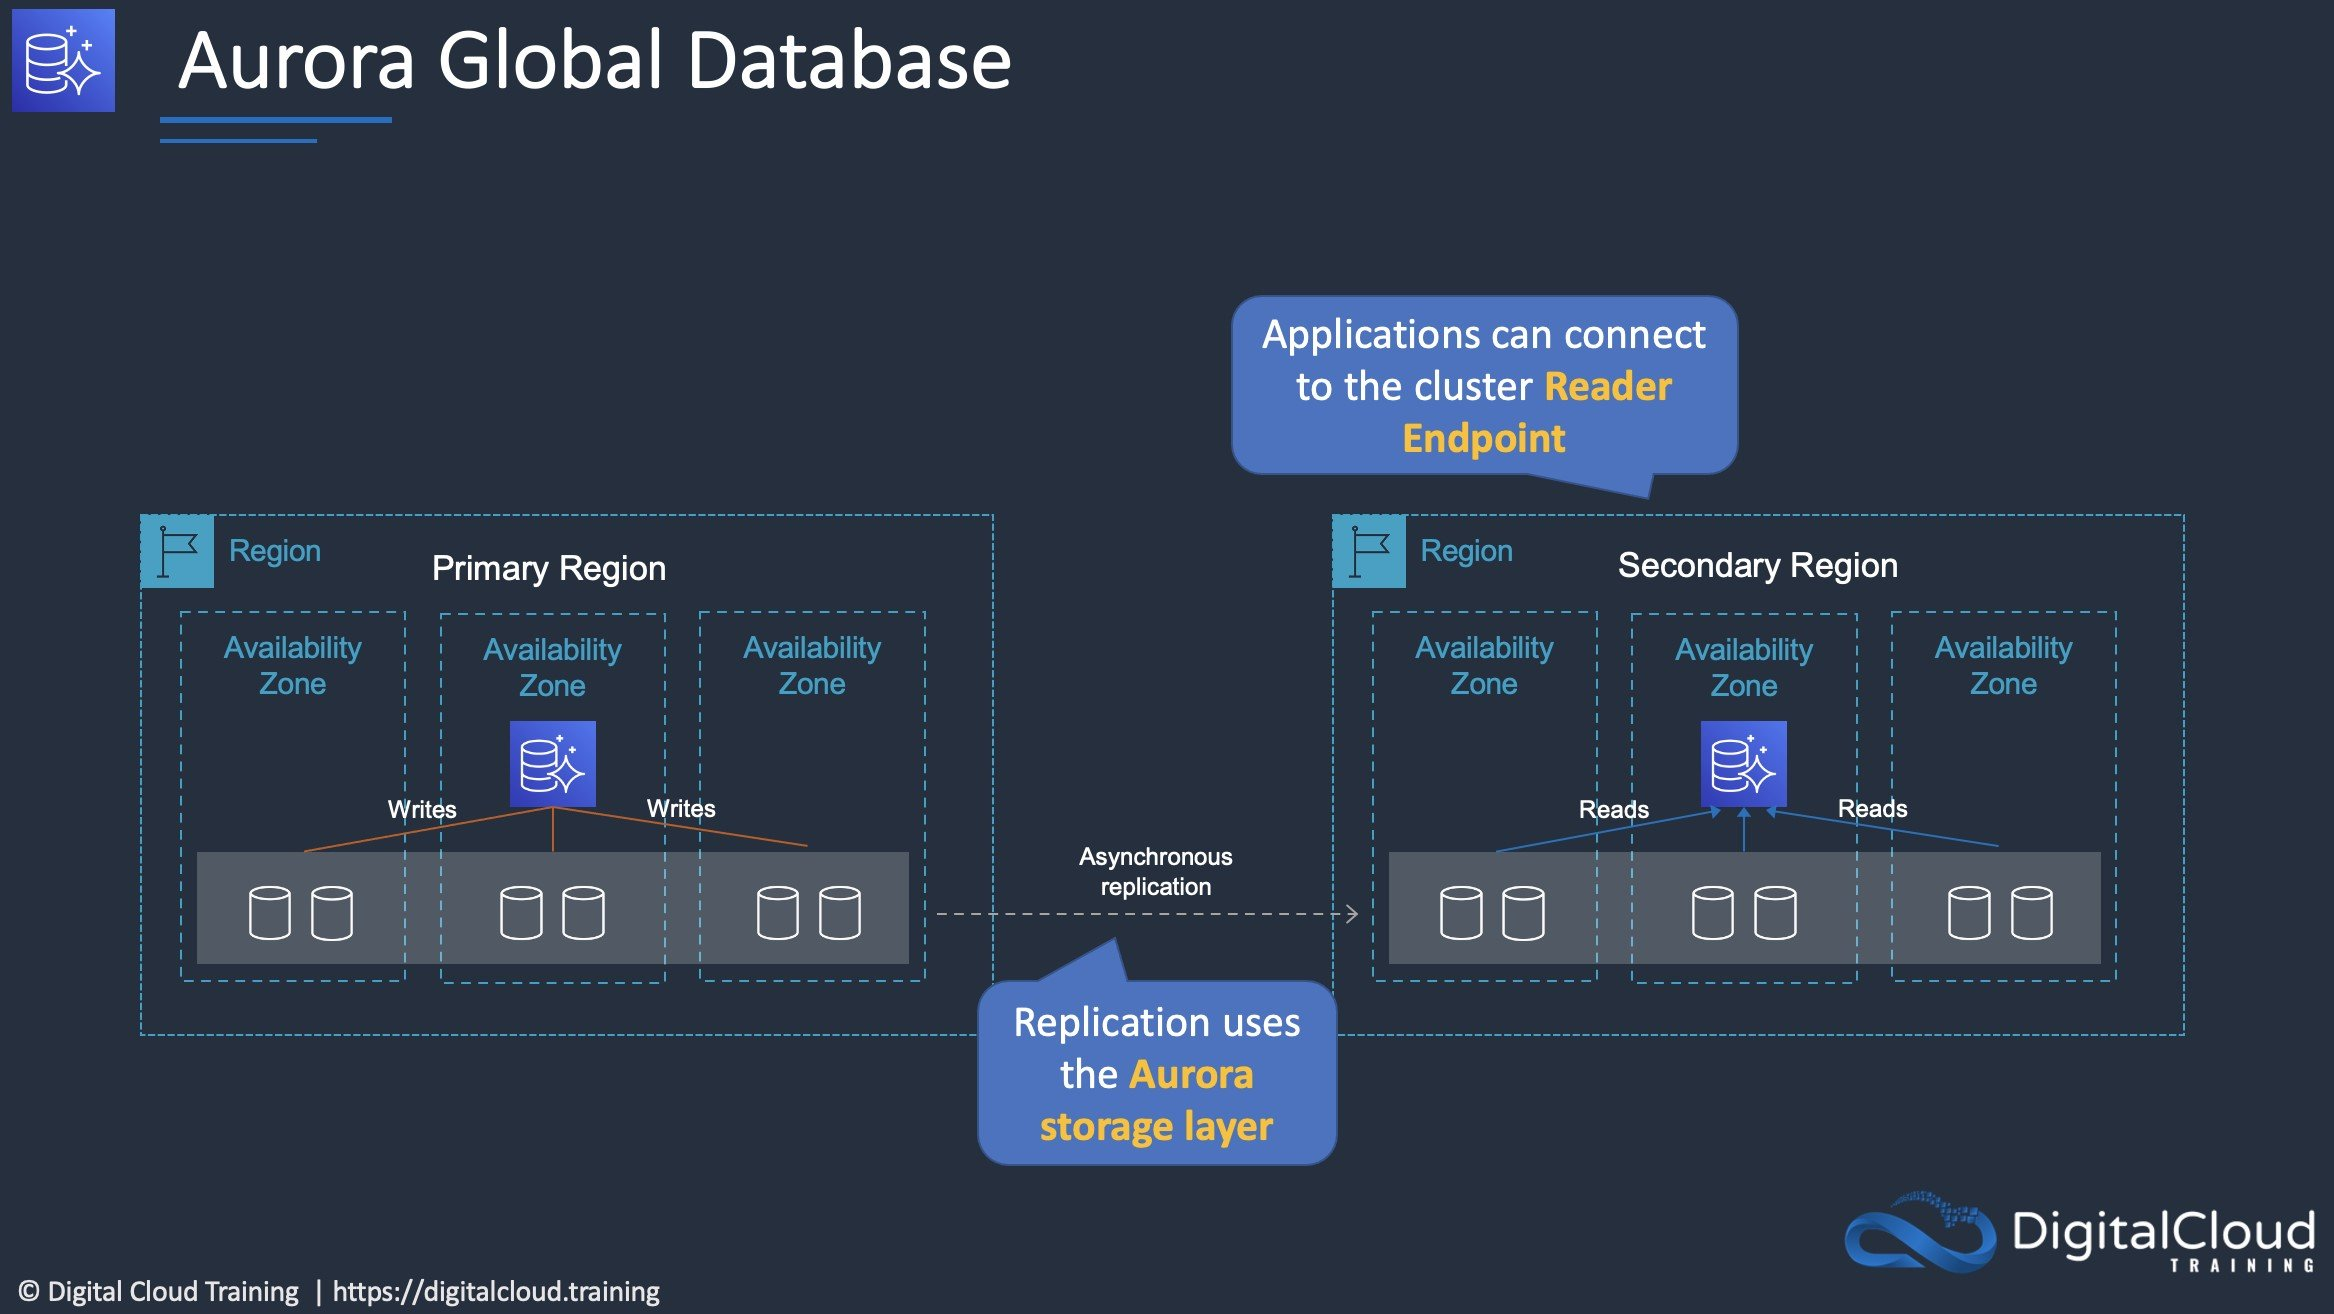 Aurora Global Database
Applications can connect
to the cluster Reader
Endpoint
Region
Primary Region
Availability
Zone
Availability
Zone
Availability
Zone
Writes
Writes
Asynchronous
replication
Replication uses
the Aurora
storage layer
Region
Secondary Region
Availability
Zone
Availability
Zone
Availability
Zone
Reads
Reads
DigitalCloud
TRAINING
© Digital Cloud Training | https://digitalcloud.training